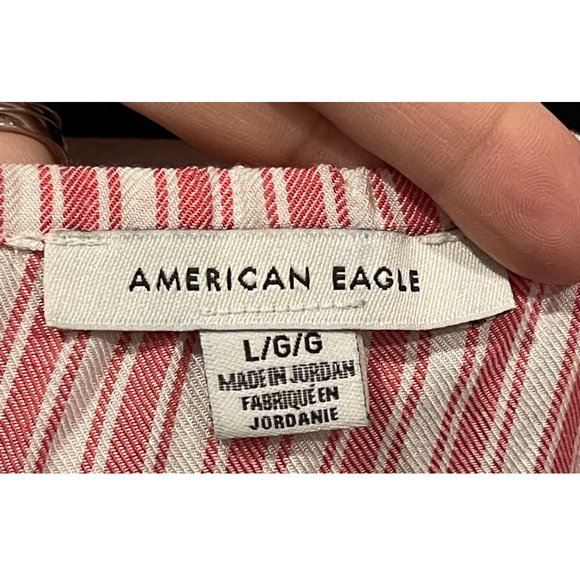 AMERICAN EAGLE
L/G/G
MADE IN JORDAN
FABRIQUÉ EN
JORDANIE